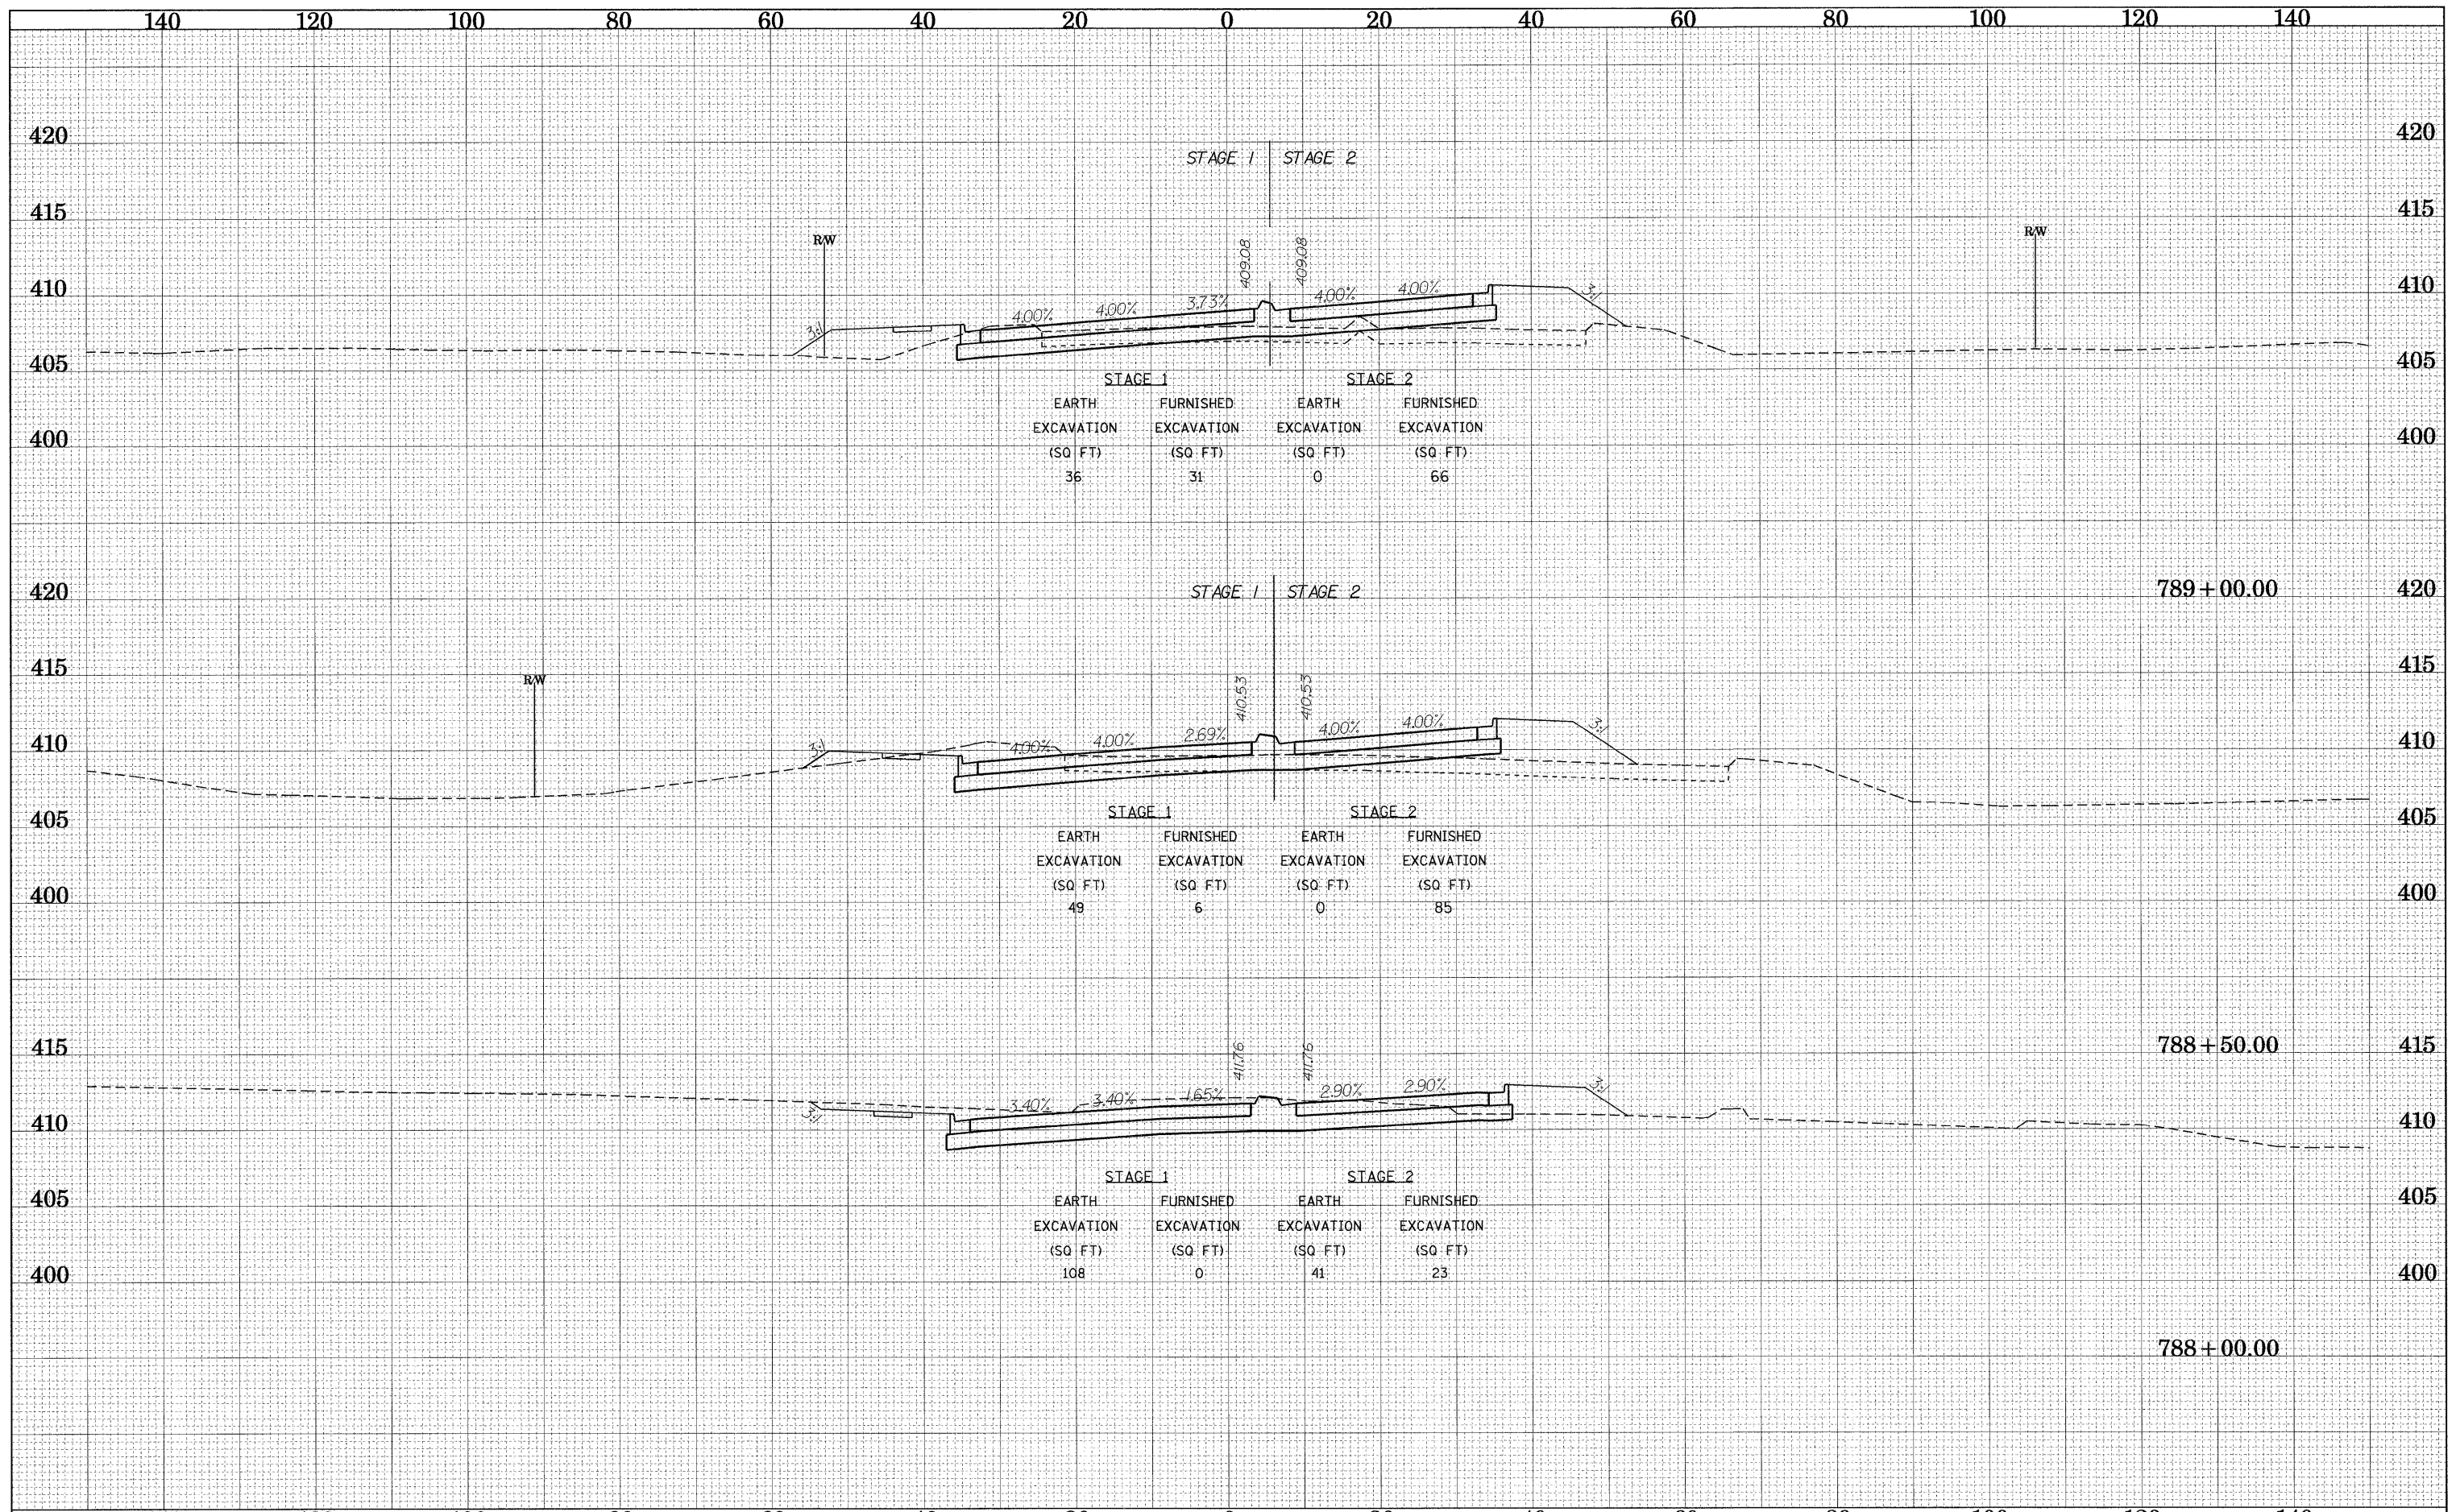 140 120 100 80 60 40 20 0 20 40 60 80 100 120 140
420 420
STAGE 1 STAGE 2
415 415
R/W R/W
409.08 409.08
410 410
3:1 4.00% 4.00% 3.73% 4.00% 4.00% 3:1
405 405
STAGE 1 STAGE 2
EARTH FURNISHED EARTH FURNISHED
EXCAVATION EXCAVATION EXCAVATION EXCAVATION
400 400
(SQ FT) (SQ FT) (SQ FT) (SQ FT)
36 31 0 66
420 789+00.00 420
STAGE 1 STAGE 2
415 415
R/W
410.53 410.53
410 410
3:1 4.00% 4.00% 2.69% 4.00% 4.00% 3:1
STAGE 1 STAGE 2
405 405
EARTH FURNISHED EARTH FURNISHED
EXCAVATION EXCAVATION EXCAVATION EXCAVATION
(SQ FT) (SQ FT) (SQ FT) (SQ FT)
400 400
49 6 0 85
415 788+50.00 415
411.76 411.76
3:1 3.40% 3.40% 1.65% 2.90% 2.90% 3:1
410 410
STAGE 1 STAGE 2
405 405
EARTH FURNISHED EARTH FURNISHED
EXCAVATION EXCAVATION EXCAVATION EXCAVATION
(SQ FT) (SQ FT) (SQ FT) (SQ FT)
400 400
108 0 41 23
788+00.00